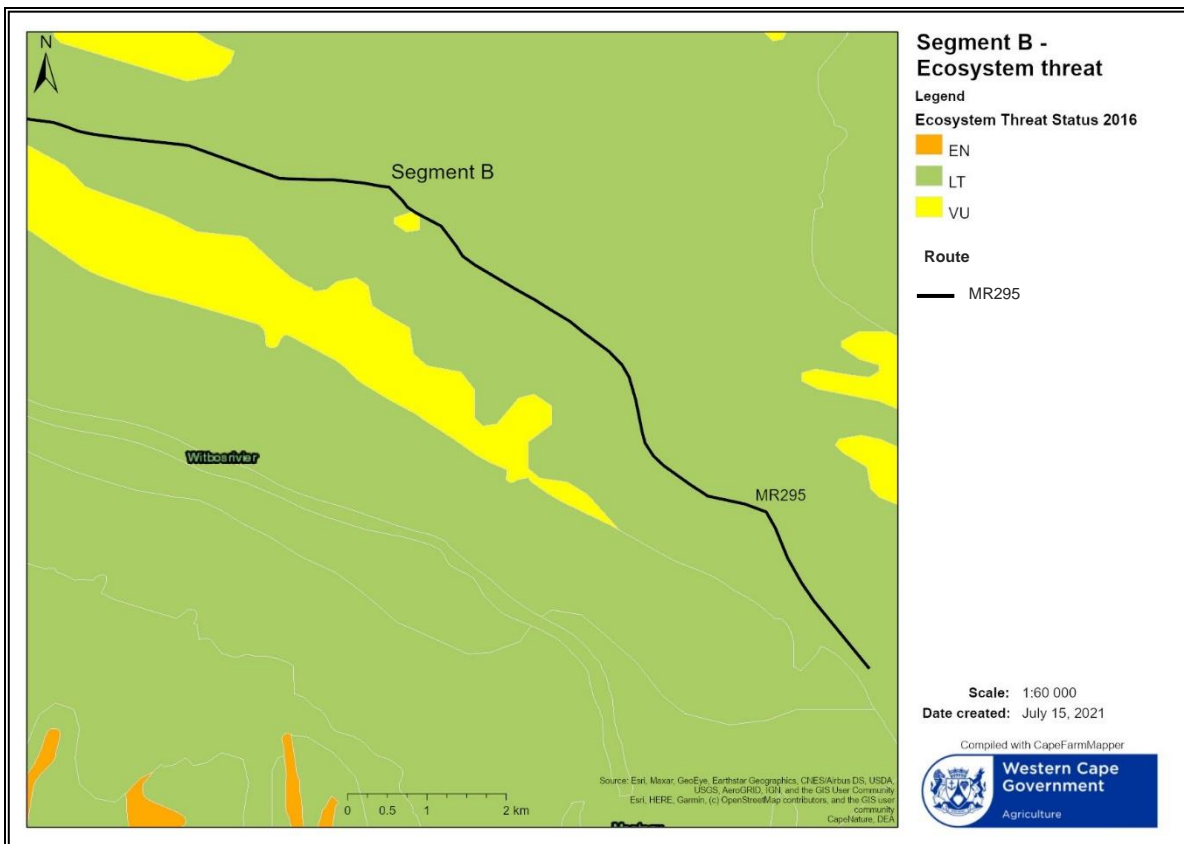 N
Segment B
Witbosrivier
MR295
0 0.5 1 2 km
Source: Esri, Maxar, GeoEye, Earthstar Geographics, CNES/Airbus DS, USDA,
USGS, AeroGRID, IGN, and the GIS User Community
Esri, HERE, Garmin, (c) OpenStreetMap contributors, and the GIS user
community
CapeNature, DEA
Segment B -
Ecosystem threat
Legend
Ecosystem Threat Status 2016
EN
LT
VU
Route
MR295
Scale: 1:60 000
Date created: July 15, 2021
Compiled with CapeFarmMapper
Western Cape
Government
Agriculture